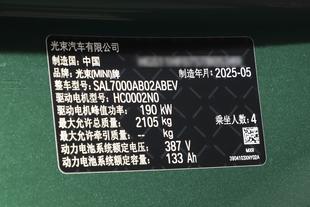 光束汽车有限公司
制造国：中国
品牌：光束(MINI)牌 制造年月：2025-05
整车型号：SAL7000AB02ABEV
驱动电机型号：HC0002N0
驱动电机峰值功率：190 kW
最大允许总质量：2105 kg 乘坐人数：4
最大允许牵引总质量：— kg
动力电池系统额定电压：387 V
动力电池系统额定容量：133 Ah
MXR